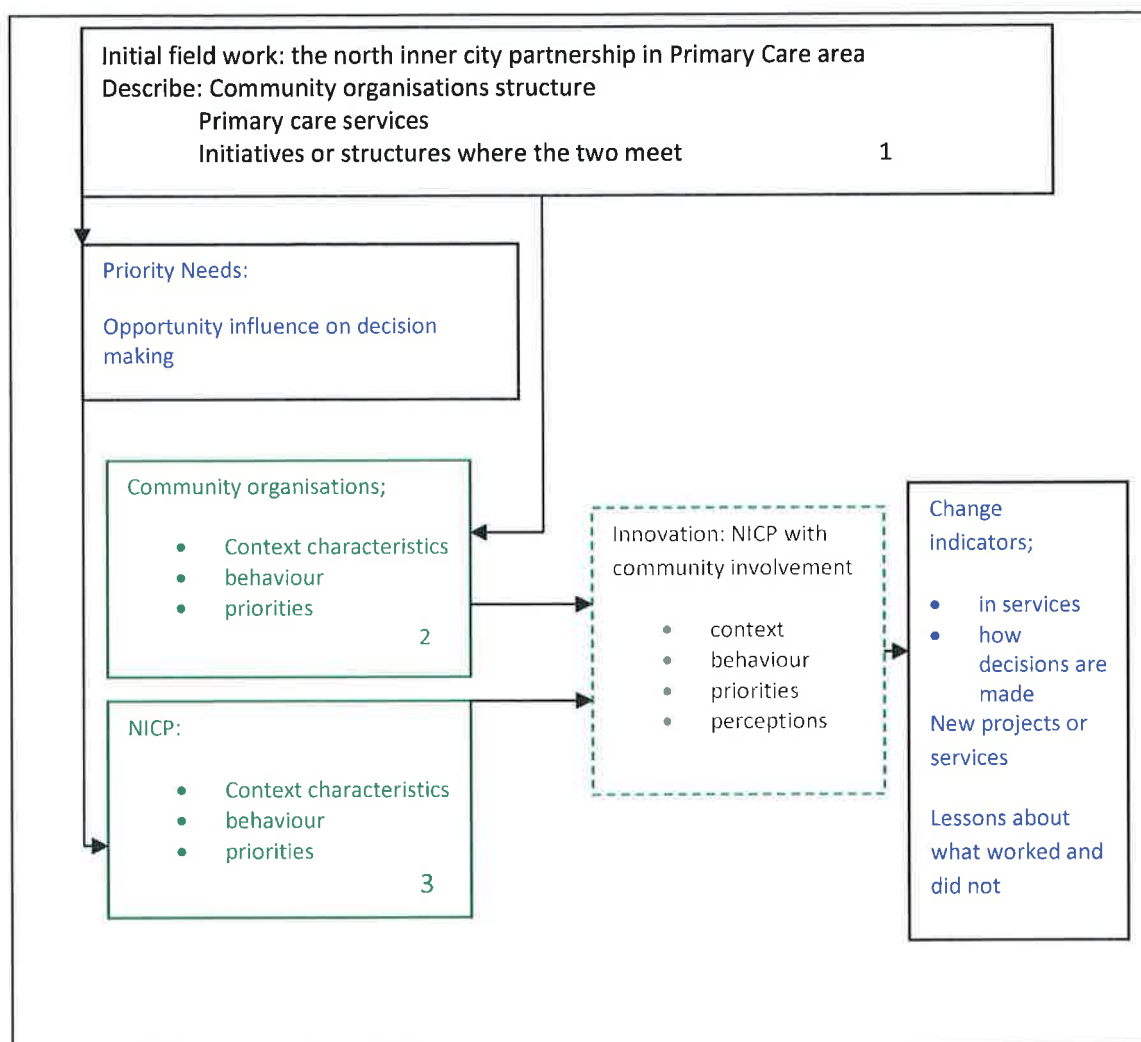 Initial field work: the north inner city partnership in Primary Care area
Describe: Community organisations structure
Primary care services
Initiatives or structures where the two meet 1
Priority Needs:
Opportunity influence on decision
making
Community organisations;
• Context characteristics
• behaviour
• priorities
2
NICP:
• Context characteristics
• behaviour
• priorities
3
Innovation: NICP with
community involvement
• context
• behaviour
• priorities
• perceptions
Change
indicators;
• in services
• how
decisions are
made
New projects or
services
Lessons about
what worked and
did not